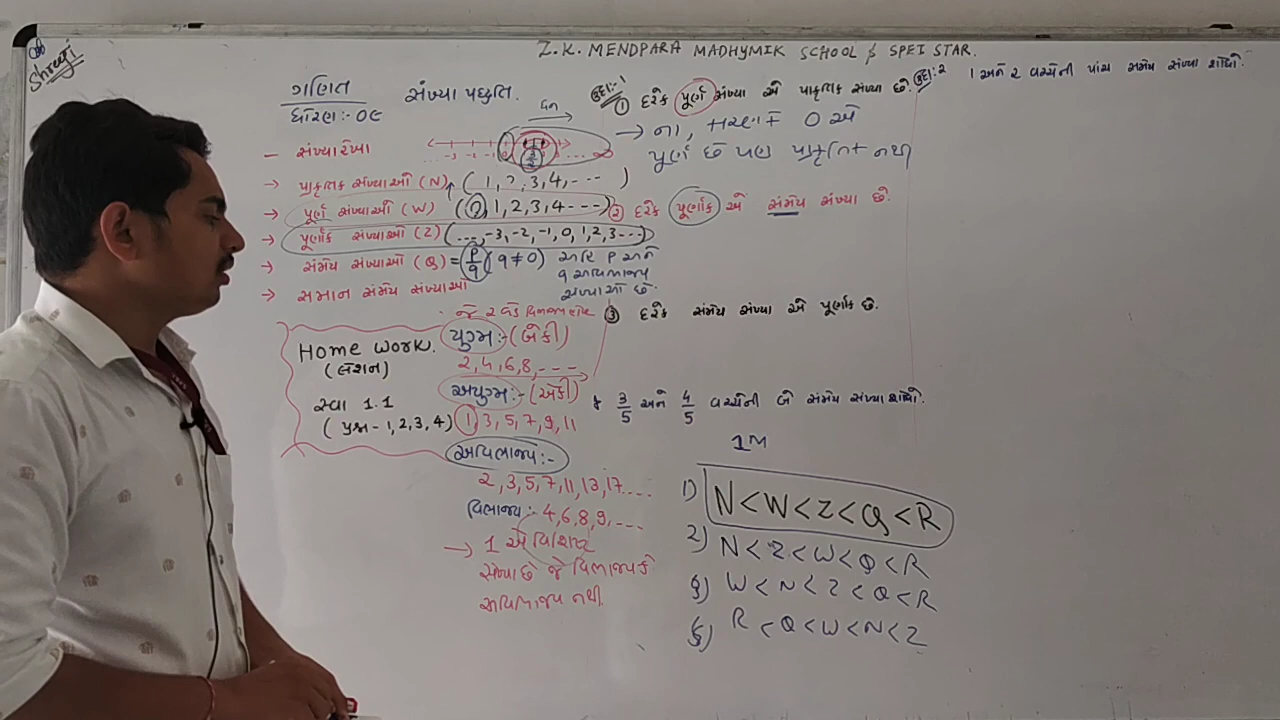 Shreeji
Z.K. MENDPARA MADHYMIK SCHOOL & SPEI STAR.
ગણિત
ધોરણ:- ૦૯
સંખ્યા પદ્ધતિ.
- સંખ્યારેખા
ધન
→ પ્રાકૃતિક સંખ્યાઓ (N) (1, 2, 3, 4, --- )
→ પૂર્ણ સંખ્યાઓ (W) (0, 1, 2, 3, 4 ---)
→ પૂર્ણાંક સંખ્યાઓ (Z) (..., -3, -2, -1, 0, 1, 2, 3 ---)
→ સંમેય સંખ્યાઓ (Q) = p/q (q ≠ 0)
→ સમાન સંમેય સંખ્યાઓ
સંખ્યાઓ છે.
Home work.
(લેશન)
સ્વા 1.1
(પ્રશ્ન - 1, 2, 3, 4)
યુગ્મ :- (બેકી)
2, 4, 6, 8, ---
અયુગ્મ :- (એકી)
1, 3, 5, 7, 9, 11
અવિભાજ્ય :-
2, 3, 5, 7, 11, 13, 17....
વિભાજ્ય :- 4, 6, 8, 9, ---
→ 1 એ વિશિષ્ટ
સંખ્યા છે જે વિભાજ્ય કે
અવિભાજ્ય નથી.
ઉદા:1
① દરેક પૂર્ણ સંખ્યા એ પ્રાકૃતિક સંખ્યા છે.
→ ના, કારણકે 0 એ
પૂર્ણ છે પણ પ્રાકૃતિક નથી
② દરેક પૂર્ણાંક એ સંમેય સંખ્યા છે.
③ દરેક સંમેય સંખ્યા એ પૂર્ણાંક છે.
3/5 અને 4/5 વચ્ચેની બે સંમેય સંખ્યા શોધો.
1M
1) N < W < Z < Q < R
2) N < Z < W < Q < R
3) W < N < Z < Q < R
R < Q < W < N < Z
ઉદા:2 1 અને 2 વચ્ચેની પાંચ સંમેય સંખ્યા શોધો.